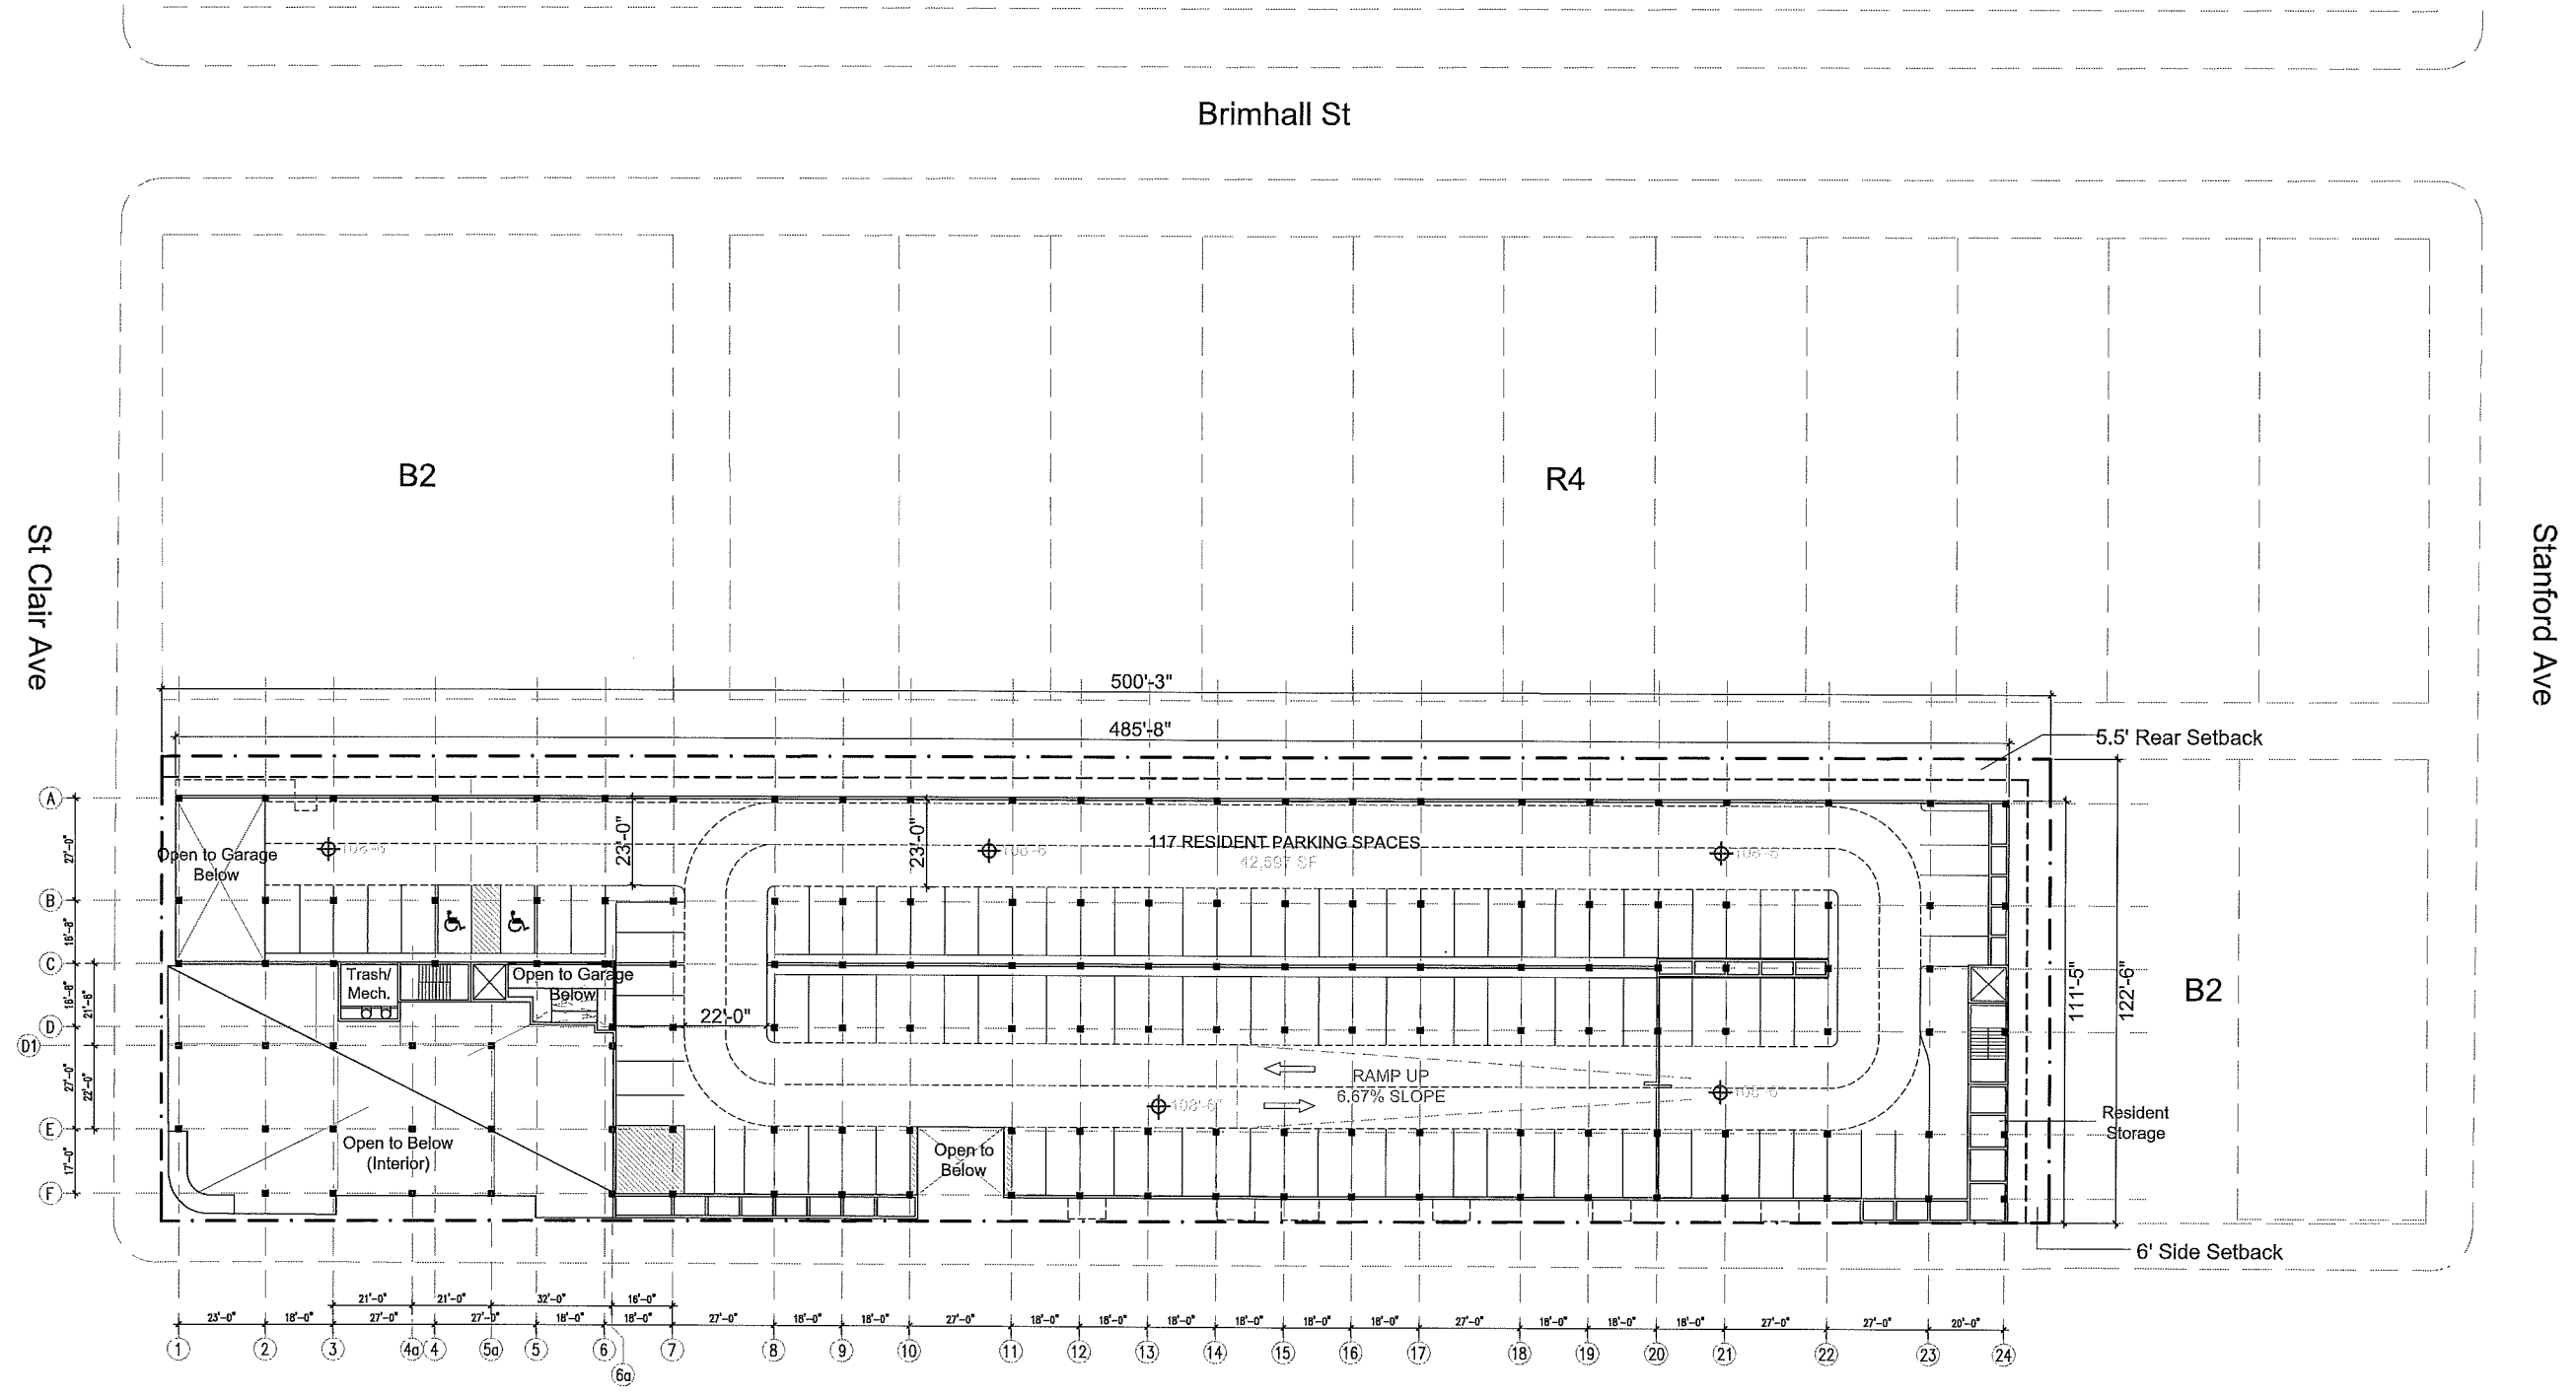 Brimhall St
B2
R4
St Clair Ave
Stanford Ave
500'-3"
485'-8"
5.5' Rear Setback
A
B
C
D
D1
E
F
27'-0"
18'-8"
21'-8"
27'-0"
22'-0"
17'-0"
Open to Garage
Below
23'-0"
23'-0"
117 RESIDENT PARKING SPACES
42,597 SF
Trash/
Mech.
Open to Garage
Below
22'-0"
RAMP UP
6.67% SLOPE
Open to Below
(Interior)
Open to
Below
111'-5"
122'-6"
B2
Resident
Storage
6' Side Setback
21'-0"
21'-0"
32'-0"
16'-0"
23'-0"
18'-0"
27'-0"
27'-0"
18'-0"
18'-0"
27'-0"
18'-0"
18'-0"
27'-0"
18'-0"
18'-0"
18'-0"
18'-0"
18'-0"
18'-0"
27'-0"
18'-0"
18'-0"
18'-0"
27'-0"
27'-0"
20'-0"
1
2
3
4a
4
5a
5
6
6a
7
8
9
10
11
12
13
14
15
16
17
18
19
20
21
22
23
24